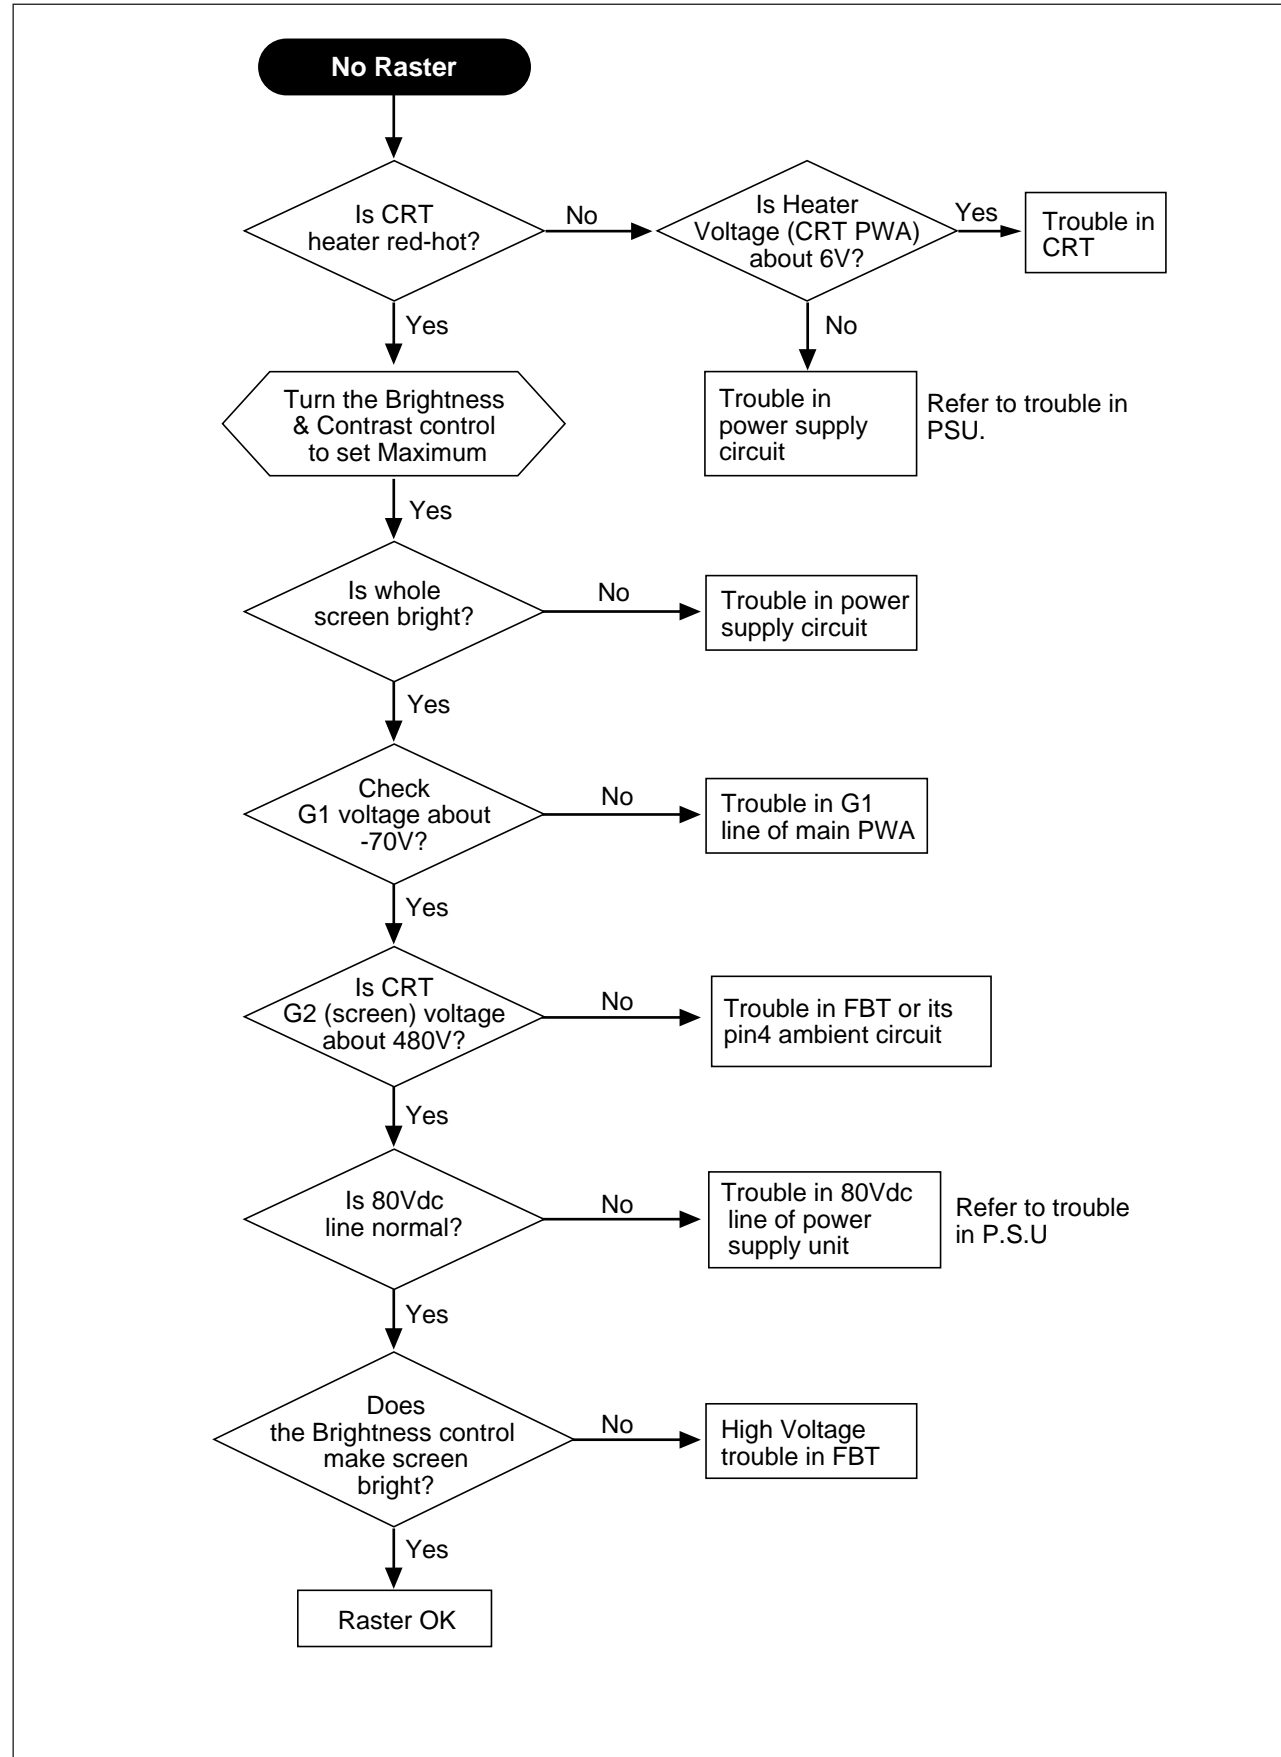 No Raster
Is CRT
heater red-hot?
No
Is Heater
Voltage (CRT PWA)
about 6V?
Yes
Trouble in
CRT
Yes
No
Turn the Brightness
& Contrast control
to set Maximum
Trouble in
power supply
circuit
Refer to trouble in
PSU.
Yes
Is whole
screen bright?
No
Trouble in power
supply circuit
Yes
Check
G1 voltage about
-70V?
No
Trouble in G1
line of main PWA
Yes
Is CRT
G2 (screen) voltage
about 480V?
No
Trouble in FBT or its
pin4 ambient circuit
Yes
Is 80Vdc
line normal?
No
Trouble in 80Vdc
line of power
supply unit
Refer to trouble
in P.S.U
Yes
Does
the Brightness control
make screen
bright?
No
High Voltage
trouble in FBT
Yes
Raster OK